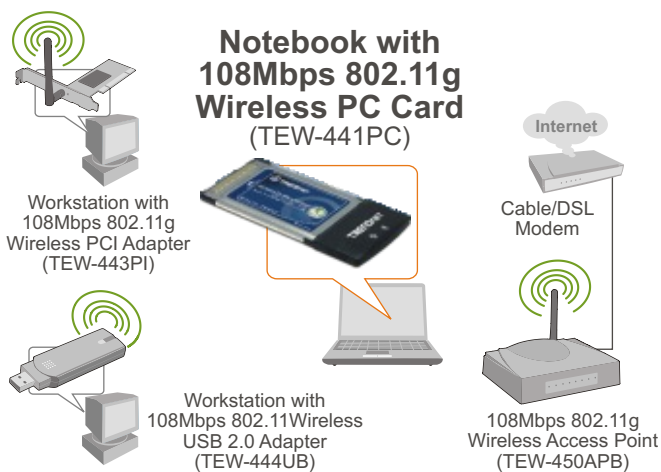 Notebook with
108Mbps 802.11g
Wireless PC Card
(TEW-441PC)
Internet
Workstation with
108Mbps 802.11g
Wireless PCI Adapter
(TEW-443PI)
Cable/DSL
Modem
TRENDnet
Workstation with
108Mbps 802.11Wireless
USB 2.0 Adapter
(TEW-444UB)
108Mbps 802.11g
Wireless Access Point
(TEW-450APB)